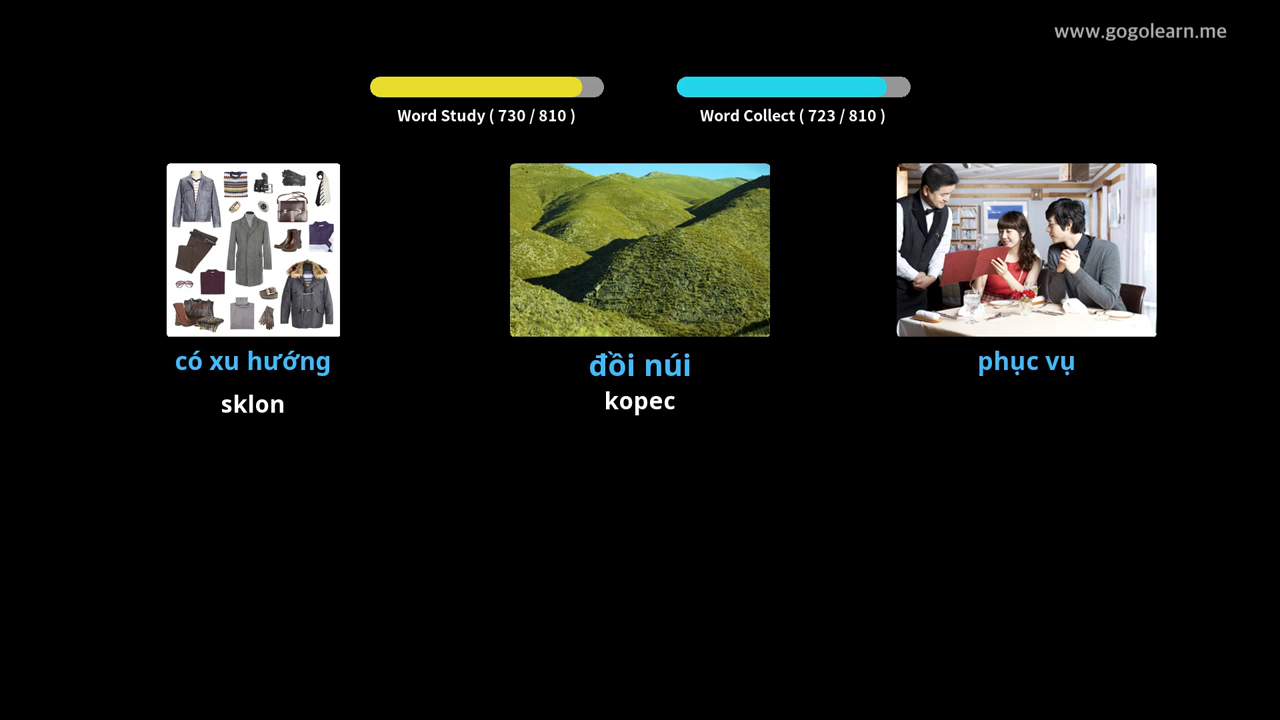 www.gogolearn.me
Word Study ( 730 / 810 )
Word Collect ( 723 / 810 )
có xu hướng
sklon
đồi núi
kopec
phục vụ